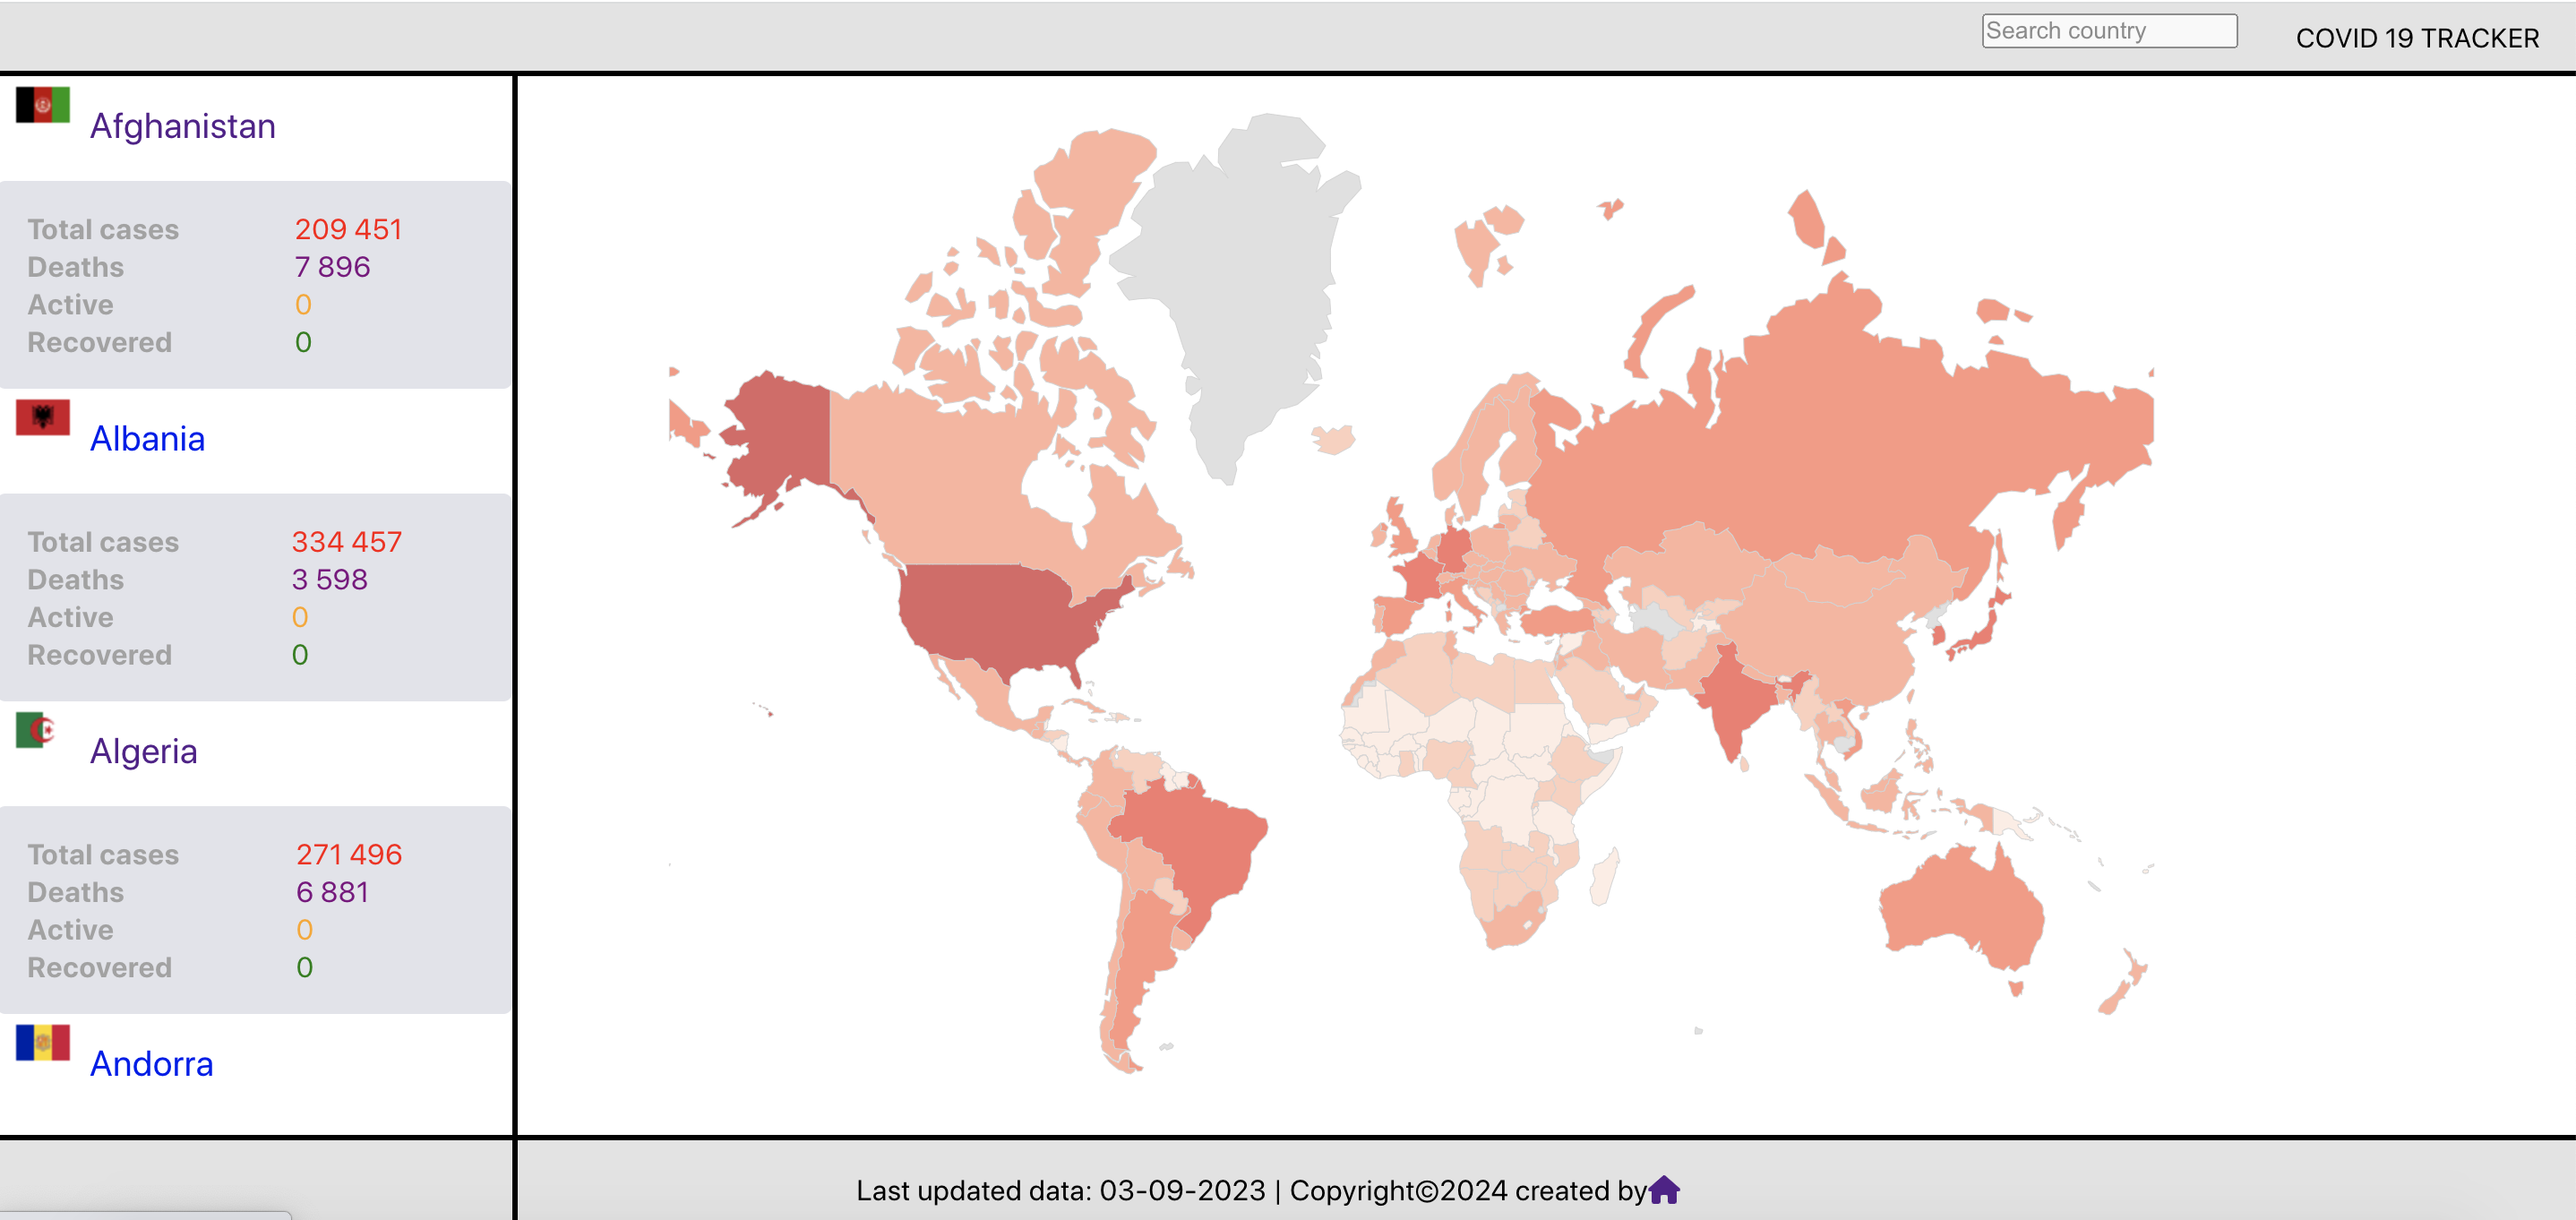 Search country
COVID 19 TRACKER
Afghanistan
Total cases 209 451
Deaths 7 896
Active 0
Recovered 0
Albania
Total cases 334 457
Deaths 3 598
Active 0
Recovered 0
Algeria
Total cases 271 496
Deaths 6 881
Active 0
Recovered 0
Andorra
Last updated data: 03-09-2023 | Copyright©2024 created by